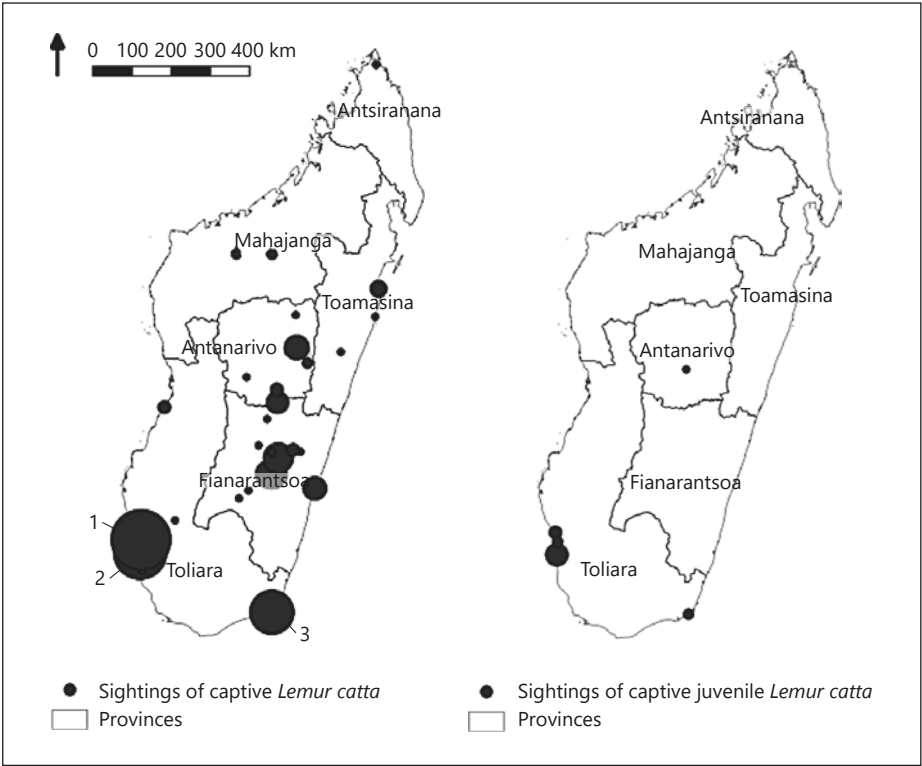 0 100 200 300 400 km
Antsiranana
Mahajanga
Toamasina
Antanarivo
Fianarantsoa
1
2
Toliara
3
Sightings of captive Lemur catta
Provinces
Antsiranana
Mahajanga
Toamasina
Antanarivo
Fianarantsoa
Toliara
Sightings of captive juvenile Lemur catta
Provinces